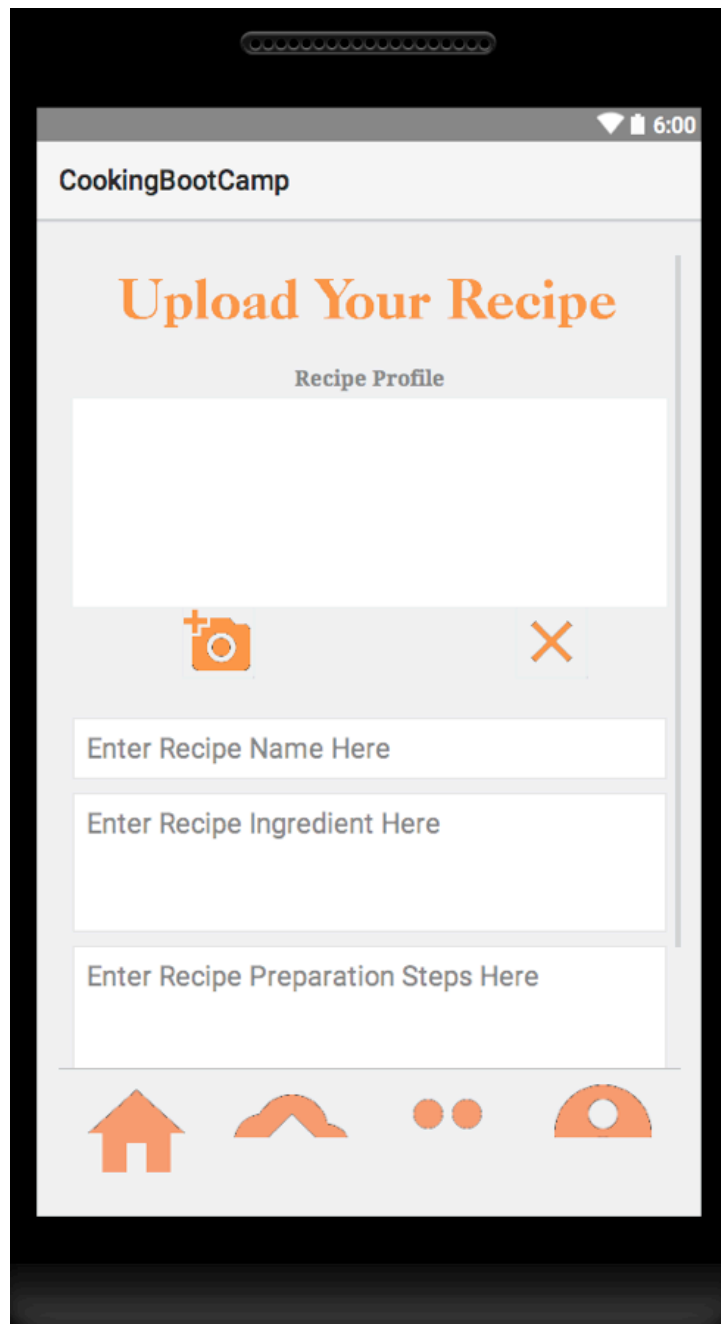 6:00
CookingBootCamp
Upload Your Recipe
Recipe Profile
Enter Recipe Name Here
Enter Recipe Ingredient Here
Enter Recipe Preparation Steps Here